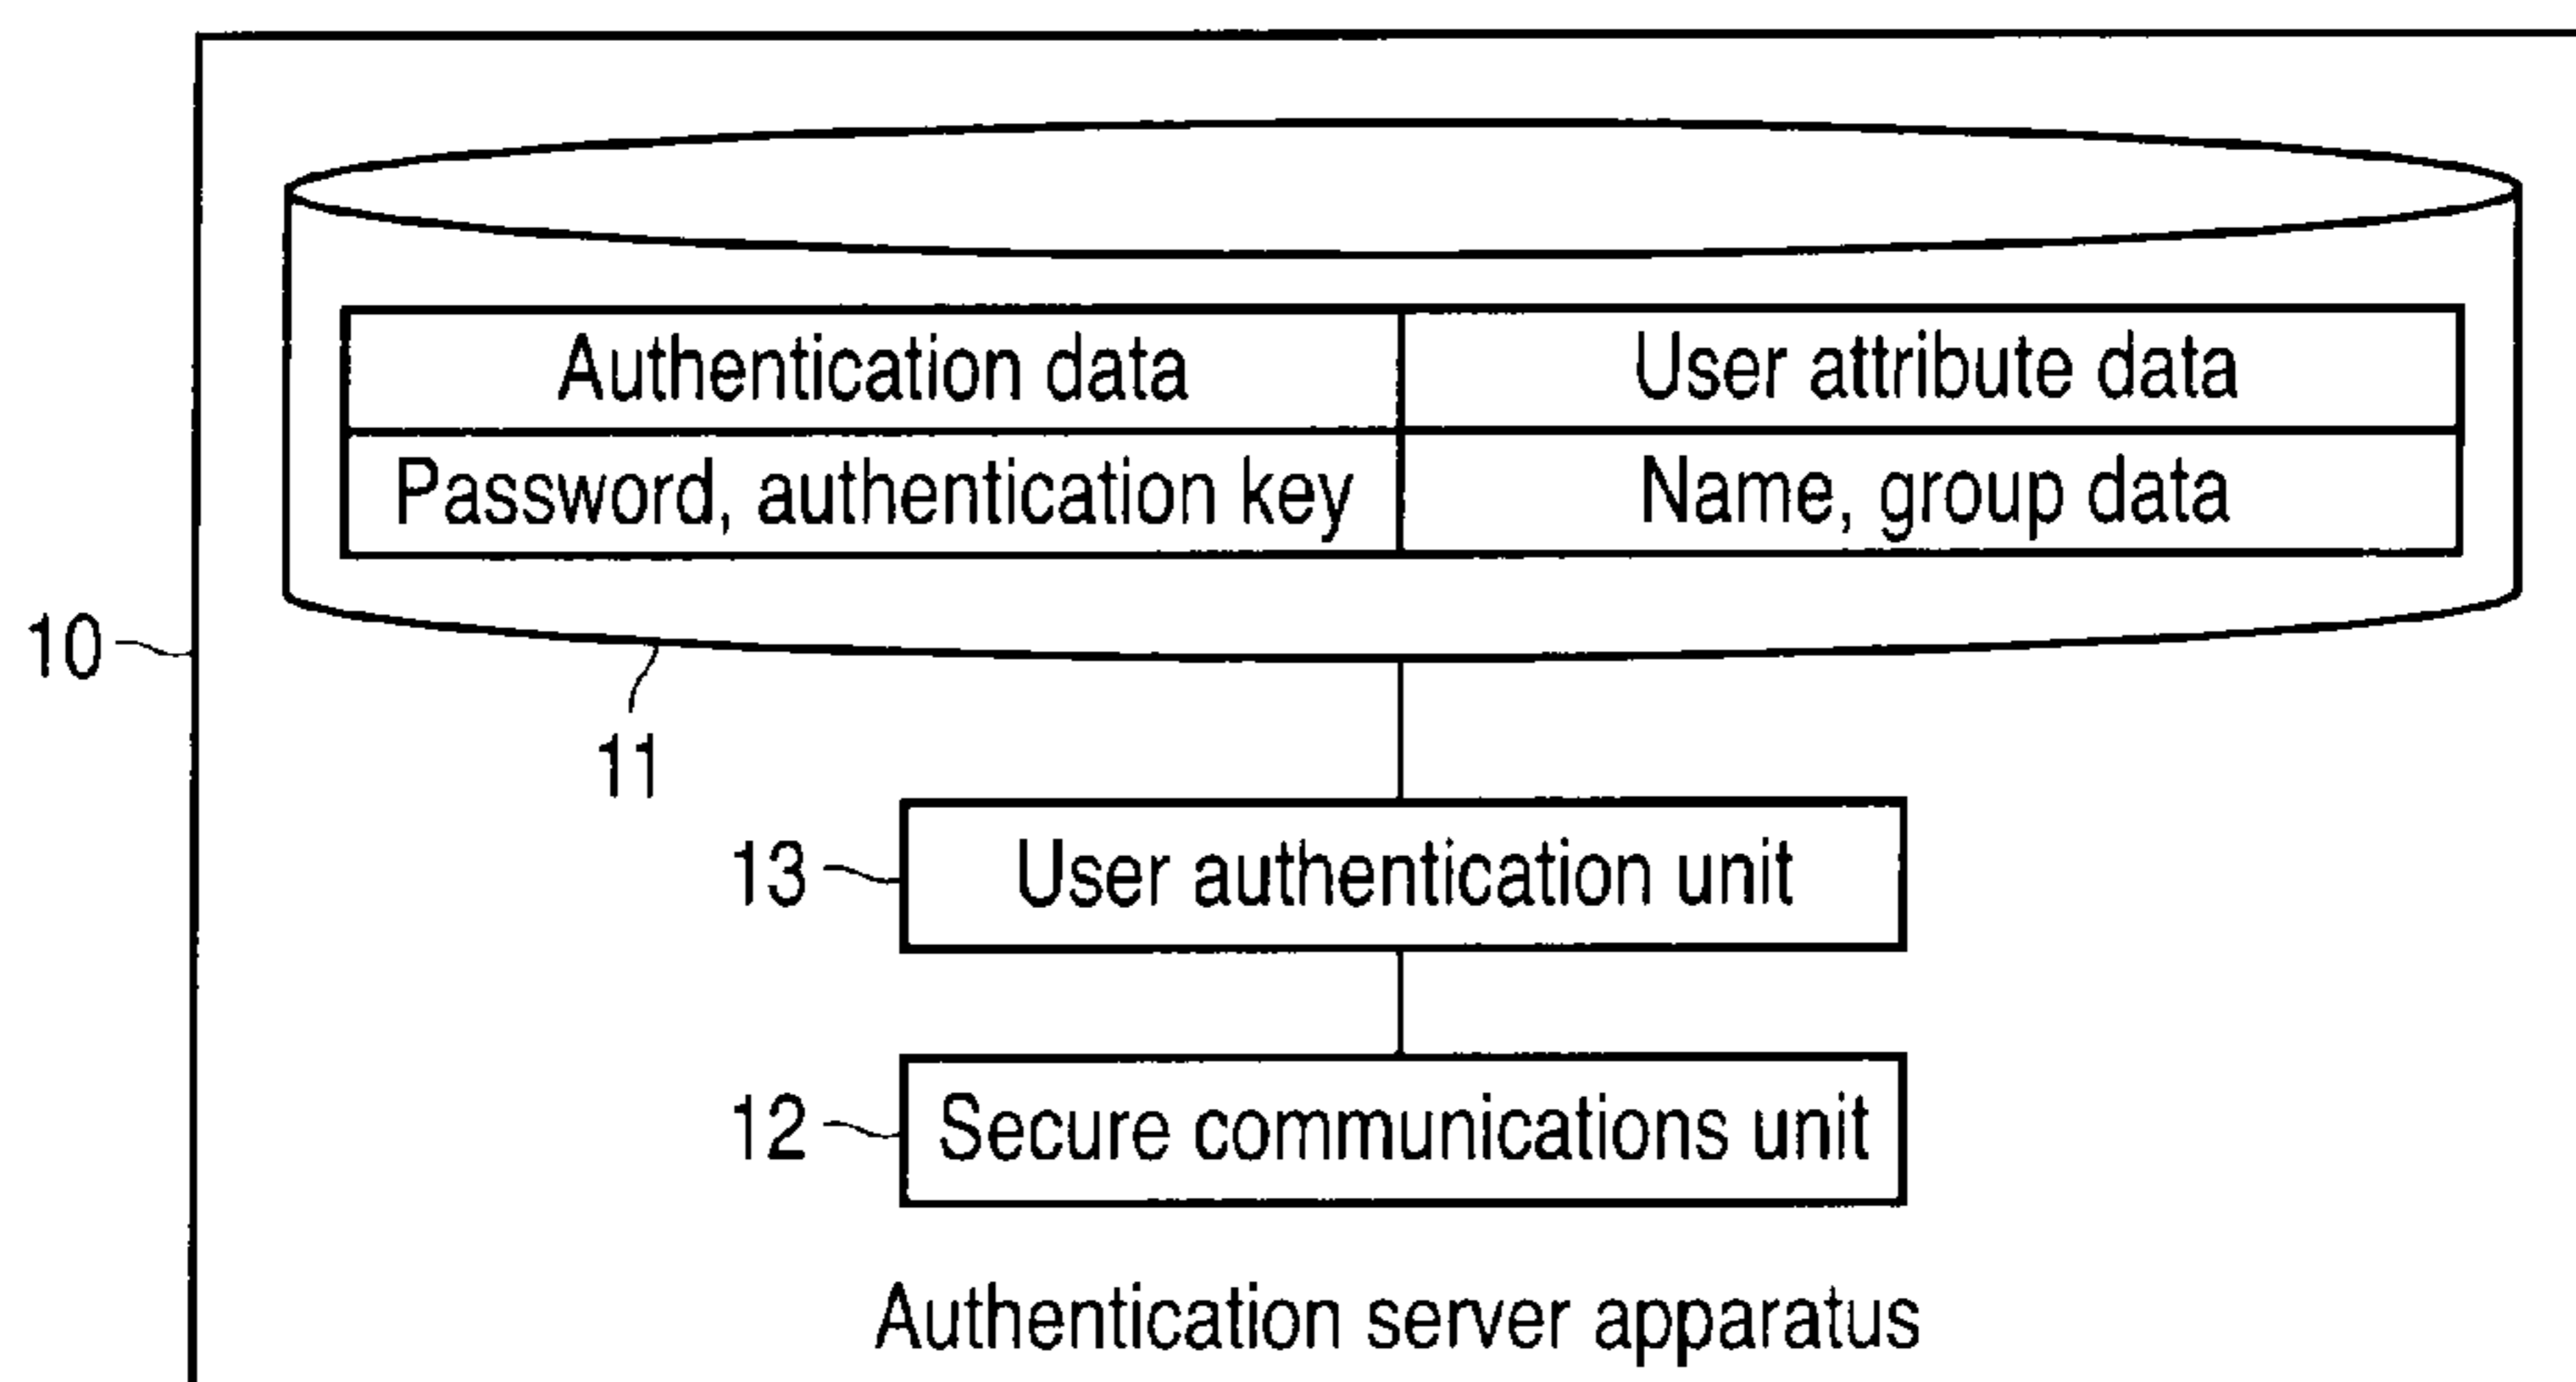 Authentication data User attribute data
Password, authentication key Name, group data
10
11
13 User authentication unit
12 Secure communications unit
Authentication server apparatus